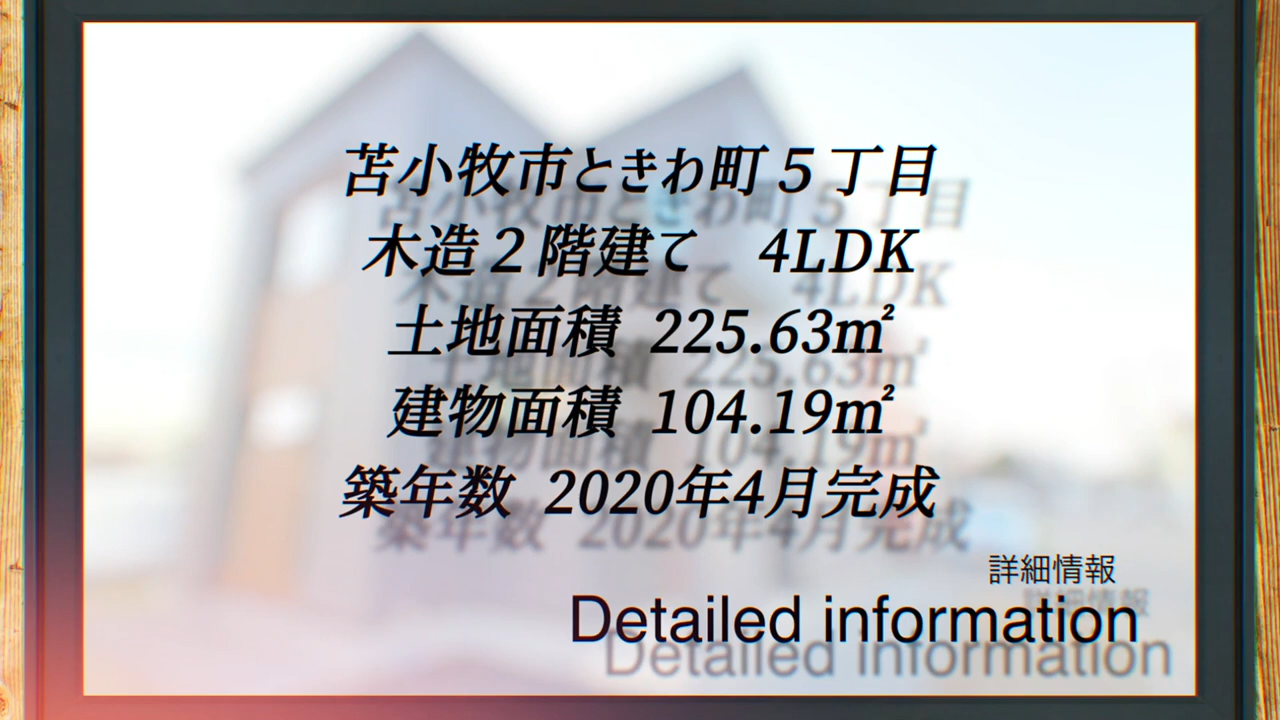 苫小牧市ときわ町５丁目
木造２階建て　4LDK
土地面積 225.63㎡
建物面積 104.19㎡
築年数 2020年4月完成
詳細情報
Detailed information